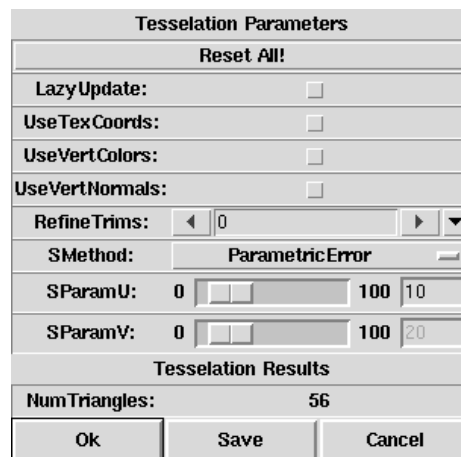 Tesselation Parameters
Reset All!
LazyUpdate:
UseTexCoords:
UseVertColors:
UseVertNormals:
RefineTrims: 0
SMethod: ParametricError
SParamU: 0 100 10
SParamV: 0 100 20
Tesselation Results
NumTriangles: 56
Ok Save Cancel